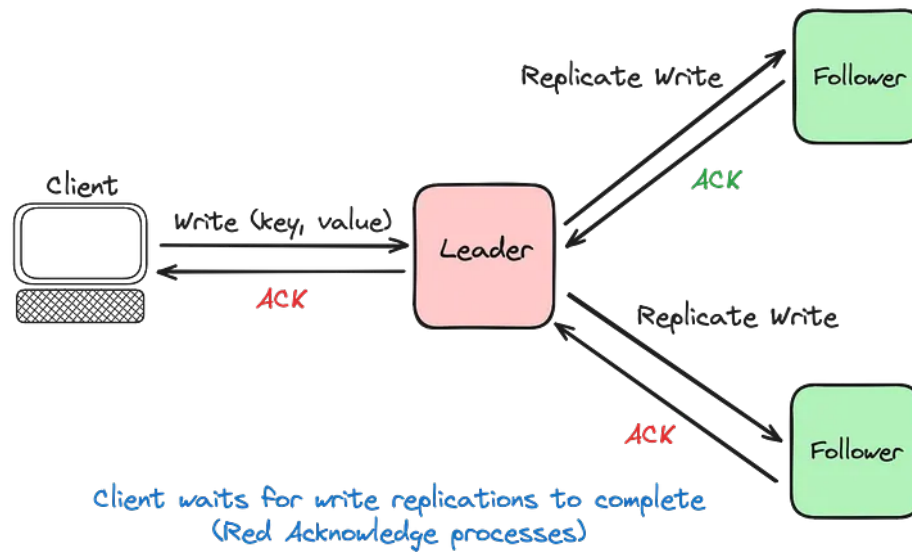 Replicate Write
Follower
ACK
Client
Write (key, value)
Leader
ACK
Replicate Write
ACK
Follower
Client waits for write replications to complete
(Red Acknowledge processes)